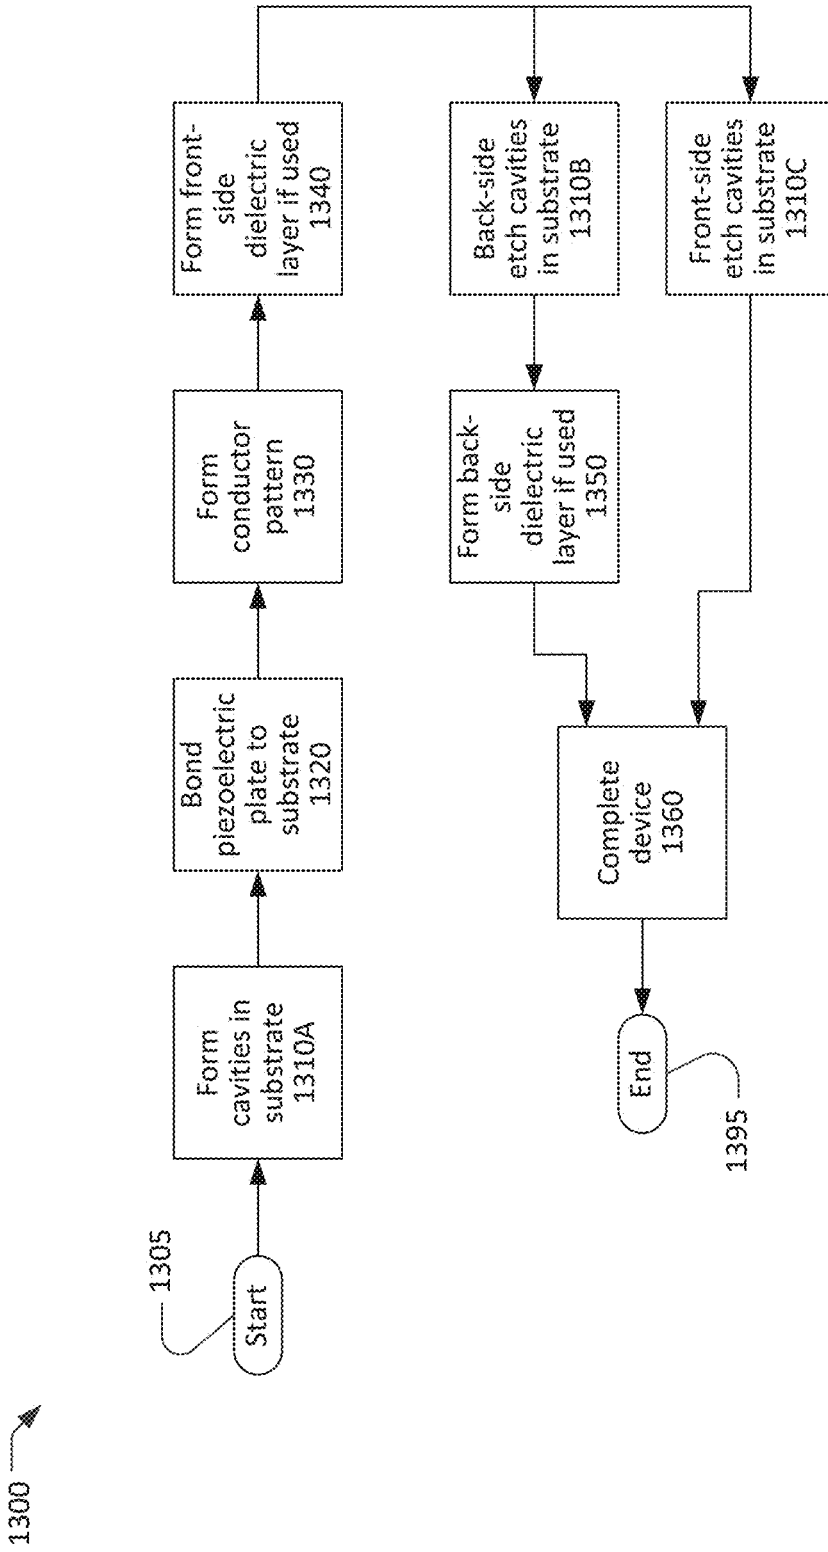 1300
1305
Start
Form
cavities in
substrate
1310A
Bond
piezoelectric
plate to
substrate
1320
Form
conductor
pattern
1330
Form front-
side
dielectric
layer if used
1340
Back-side
etch cavities
in substrate
1310B
Form back-
side
dielectric
layer if used
1350
Front-side
etch cavities
in substrate
1310C
Complete
device
1360
End
1395